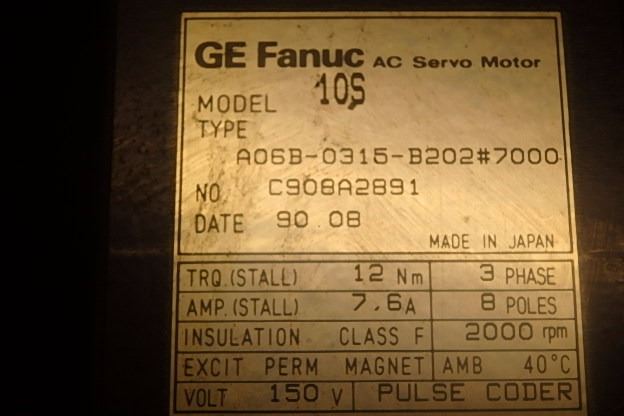 GE Fanuc AC Servo Motor
MODEL 10S
TYPE
A06B-0315-B202#7000
NO. C908A2891
DATE 90 08
MADE IN JAPAN
TRQ.(STALL) 12 Nm 3 PHASE
AMP.(STALL) 7.6A 8 POLES
INSULATION CLASS F 2000 rpm
EXCIT PERM MAGNET AMB 40°C
VOLT 150 V PULSE CODER